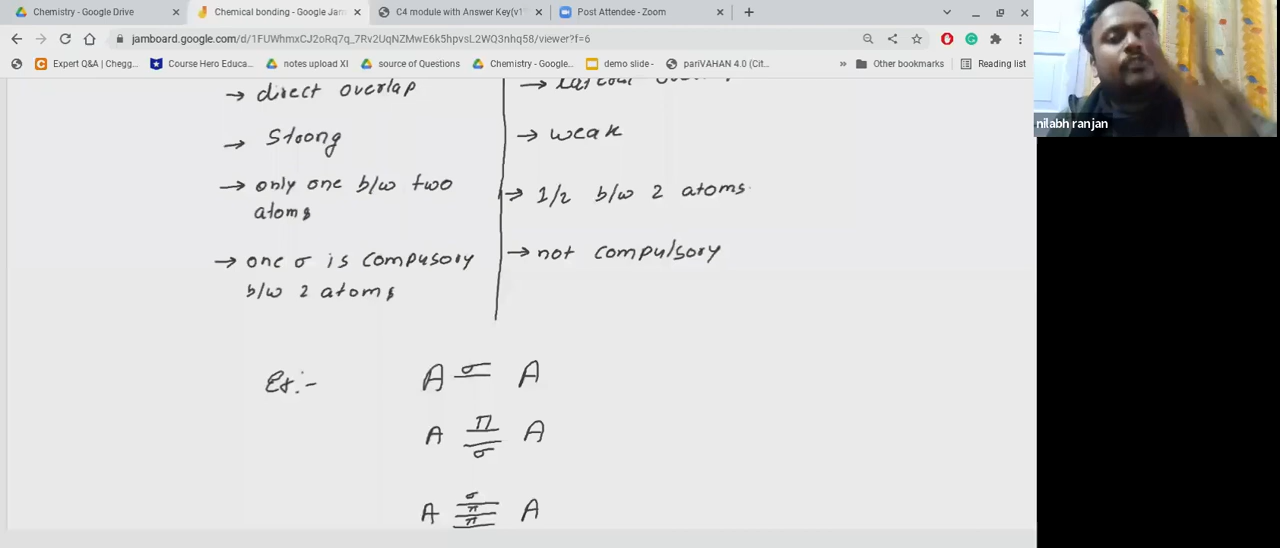 Chemistry - Google Drive
Chemical bonding - Google Jam
C4 module with Answer Key(v1
Post Attendee - Zoom
jamboard.google.com/d/1FUWhmxCJ2oRq7q_7Rv2UqNZMwE6k5hpvsL2WQ3nhq58/viewer?f=6
Expert Q&A | Chegg...
Course Hero Educa...
notes upload XI
source of Questions
Chemistry - Google...
demo slide -
pariVAHAN 4.0 (Cit...
»
Other bookmarks
Reading list
nilabh ranjan
→ direct overlap
→ Strong
→ only one b/w two
atoms
→ one σ is compusory
b/w 2 atoms
→ weak
→ 1/2 b/w 2 atoms
→ not compulsory
Ex:-
A σ A
A π σ A
A σ π π A